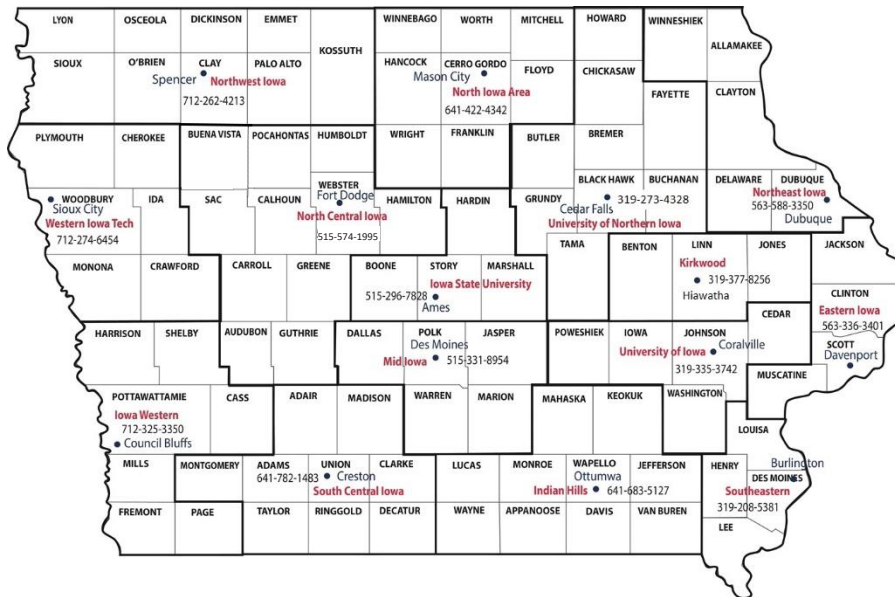 LYON
OSCEOLA
DICKINSON
EMMET
KOSSUTH
WINNEBAGO
WORTH
MITCHELL
HOWARD
WINNESHIEK
ALLAMAKEE
SIOUX
O'BRIEN
CLAY
PALO ALTO
HANCOCK
CERRO GORDO
FLOYD
CHICKASAW
Spencer
Northwest Iowa
712-262-4213
Mason City
North Iowa Area
641-422-4342
FAYETTE
CLAYTON
PLYMOUTH
CHEROKEE
BUENA VISTA
POCAHONTAS
HUMBOLDT
WRIGHT
FRANKLIN
BUTLER
BREMER
WOODBURY
Sioux City
Western Iowa Tech
712-274-6454
IDA
SAC
CALHOUN
WEBSTER
Fort Dodge
North Central Iowa
515-574-1995
HAMILTON
HARDIN
GRUNDY
BLACK HAWK
BUCHANAN
319-273-4328
Cedar Falls
University of Northern Iowa
DELAWARE
DUBUQUE
Northeast Iowa
563-588-3350
Dubuque
MONONA
CRAWFORD
CARROLL
GREENE
BOONE
STORY
MARSHALL
Iowa State University
515-296-7828
Ames
TAMA
BENTON
LINN
Kirkwood
319-377-8256
Hiawatha
JONES
JACKSON
CLINTON
Eastern Iowa
563-336-3401
CEDAR
SCOTT
Davenport
HARRISON
SHELBY
AUDUBON
GUTHRIE
DALLAS
POLK
Des Moines
Mid Iowa
515-331-8954
JASPER
POWESHIEK
IOWA
JOHNSON
Coralville
University of Iowa
319-335-3742
MUSCATINE
POTTAWATTAMIE
Iowa Western
712-325-3350
Council Bluffs
CASS
ADAIR
MADISON
WARREN
MARION
MAHASKA
KEOKUK
WASHINGTON
LOUISA
MILLS
MONTGOMERY
ADAMS
UNION
CLARKE
641-782-1483
Creston
South Central Iowa
LUCAS
MONROE
WAPELLO
Ottumwa
Indian Hills
641-683-5127
JEFFERSON
HENRY
Burlington
DES MOINES
Southeastern
319-208-5381
FREMONT
PAGE
TAYLOR
RINGGOLD
DECATUR
WAYNE
APPANOOSE
DAVIS
VAN BUREN
LEE